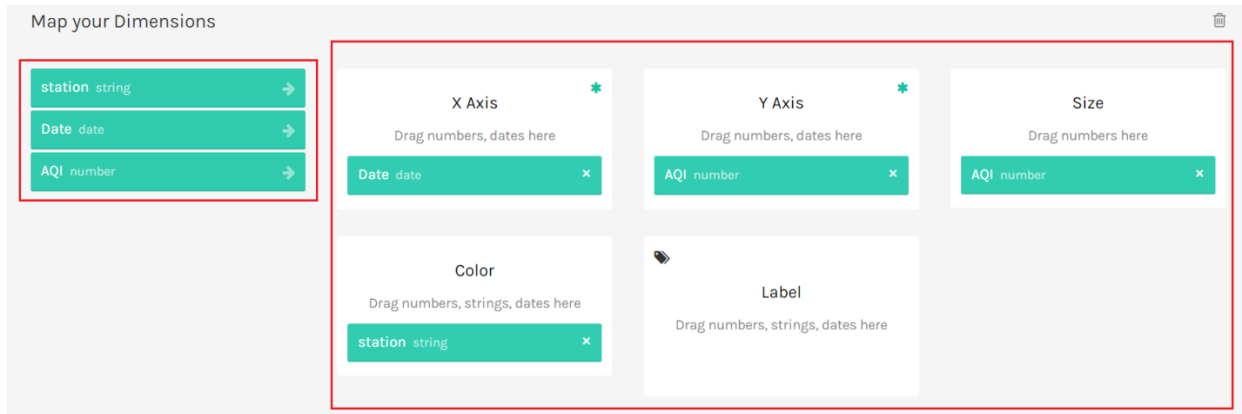 Map your Dimensions
station string
Date date
AQI number
X Axis
Drag numbers, dates here
Date date
Y Axis
Drag numbers, dates here
AQI number
Size
Drag numbers here
AQI number
Color
Drag numbers, strings, dates here
station string
Label
Drag numbers, strings, dates here